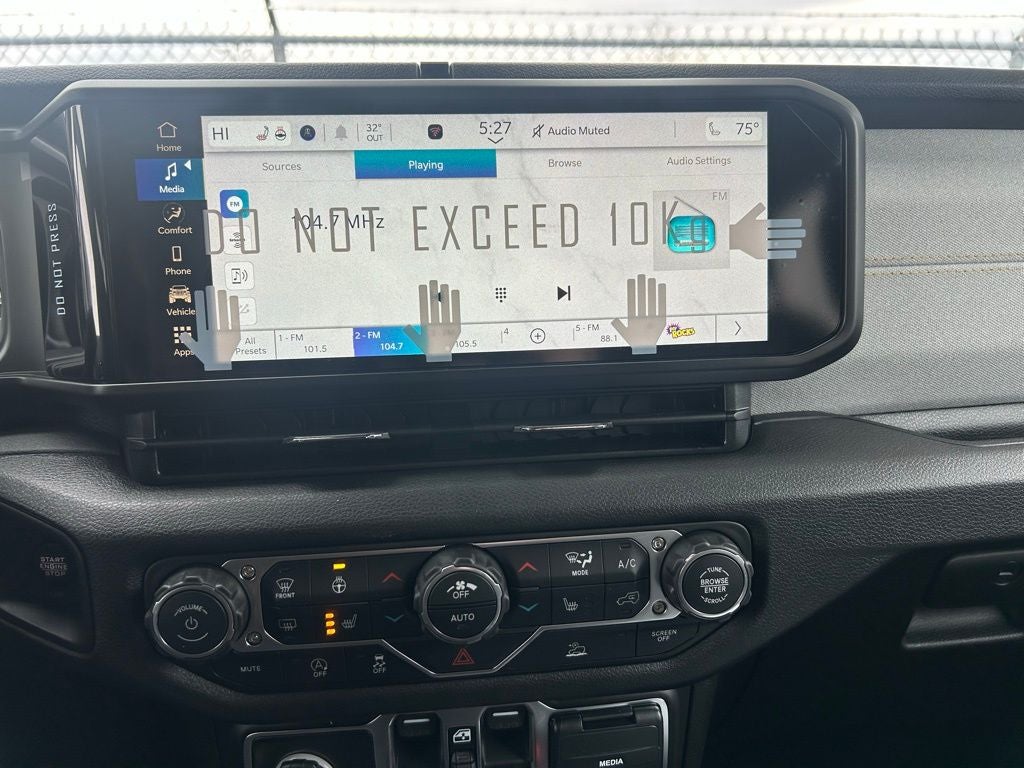 HI
32°
OUT
5:27
Audio Muted
75°
Home
Sources
Playing
Browse
Audio Settings
Media
FM
FM
104.7 MHz
DO NOT EXCEED 10Kg
DO NOT PRESS
Comfort
Phone
Vehicle
Apps
All
Presets
1 - FM
101.5
2 - FM
104.7
105.5
4
5 - FM
88.1
ROCKS
START
ENGINE
STOP
VOLUME
FRONT
OFF
AUTO
MODE
A/C
TUNE
BROWSE
ENTER
SCROLL
MUTE
OFF
OFF
SCREEN
OFF
MEDIA